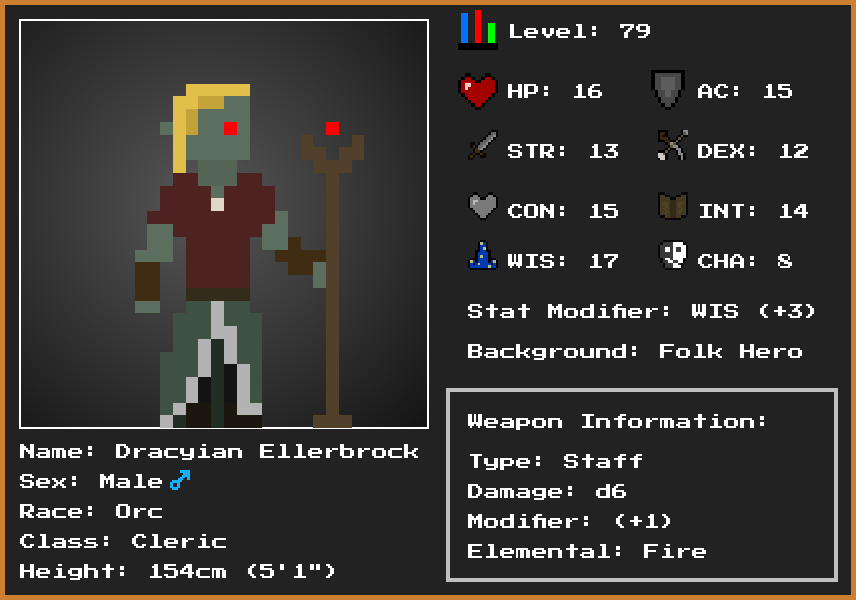 Level: 79
HP: 16
AC: 15
STR: 13
DEX: 12
CON: 15
INT: 14
WIS: 17
CHA: 8
Stat Modifier: WIS (+3)
Background: Folk Hero
Weapon Information:
Type: Staff
Damage: d6
Modifier: (+1)
Elemental: Fire
Name: Dracyian Ellerbrock
Sex: Male ♂
Race: Orc
Class: Cleric
Height: 154cm (5'1")